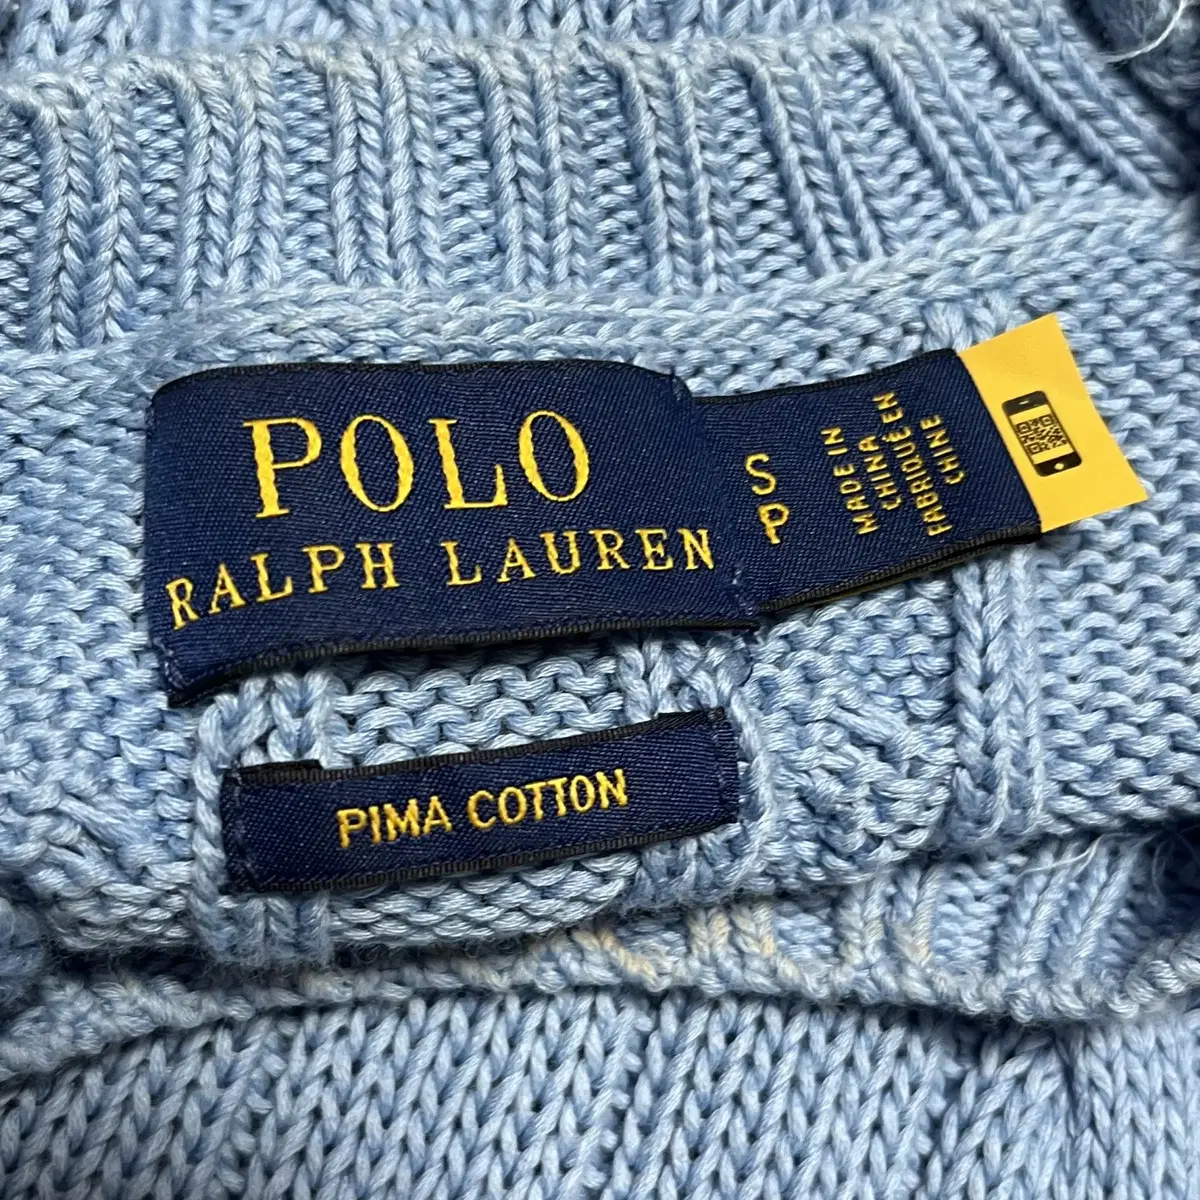 POLO
RALPH LAUREN
S
P
MADE IN
CHINA
FABRIQUÉ EN
CHINE
PIMA COTTON